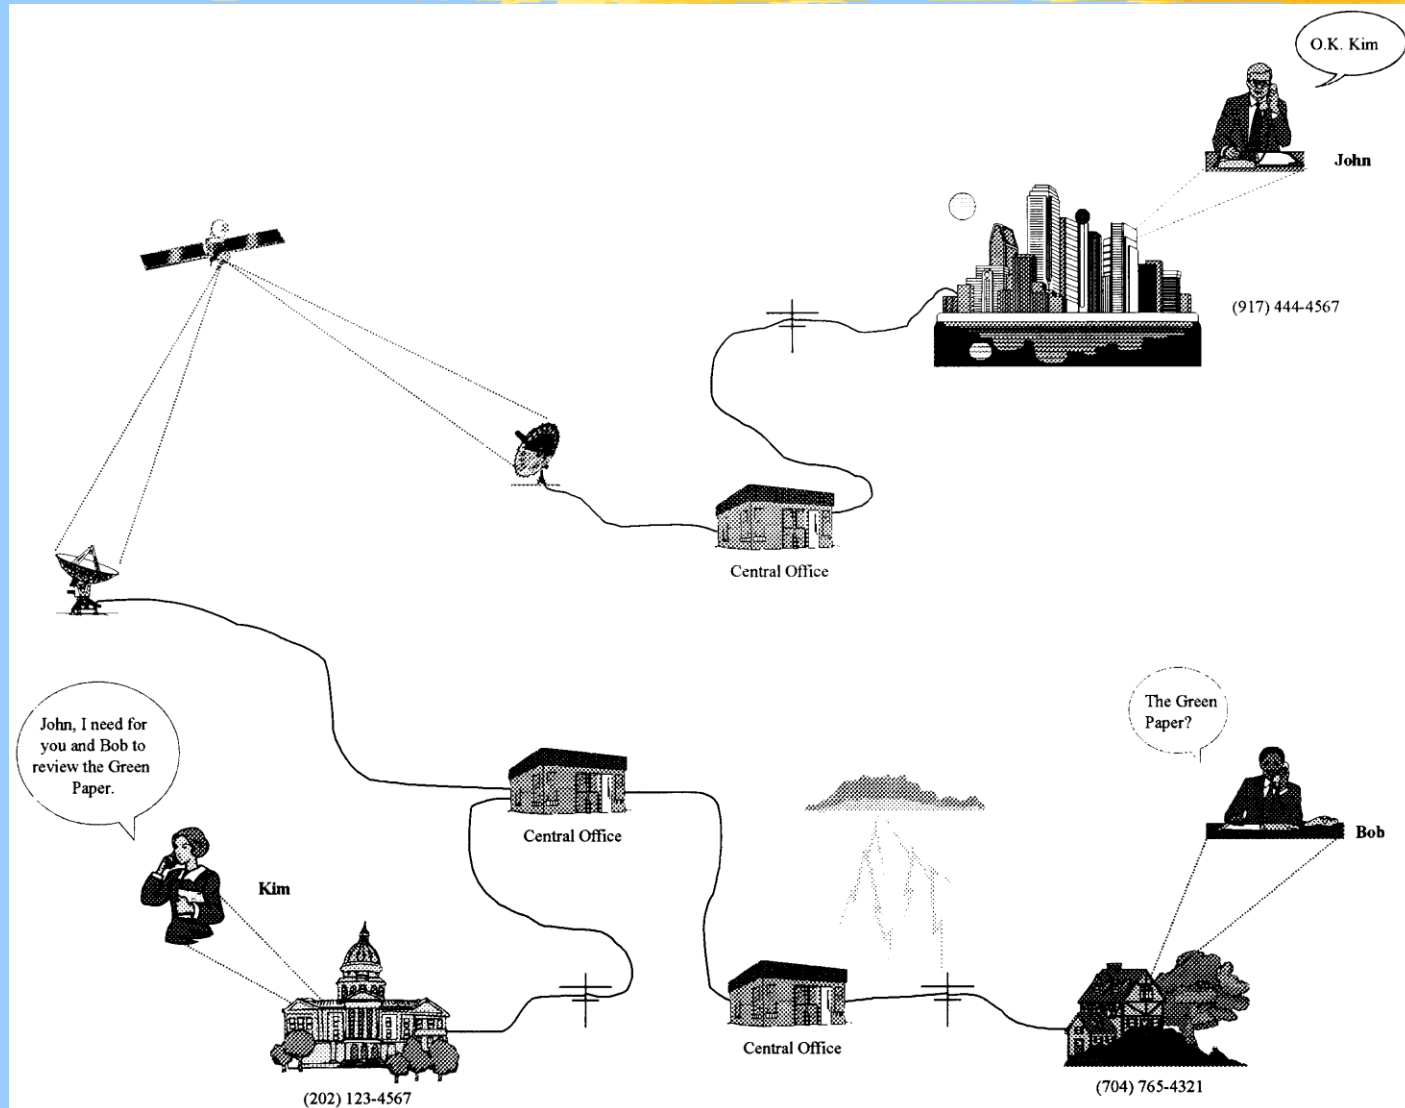 O.K. Kim
John
(917) 444-4567
Central Office
John, I need for
you and Bob to
review the Green
Paper.
The Green
Paper?
Central Office
Bob
Kim
Central Office
(704) 765-4321
(202) 123-4567